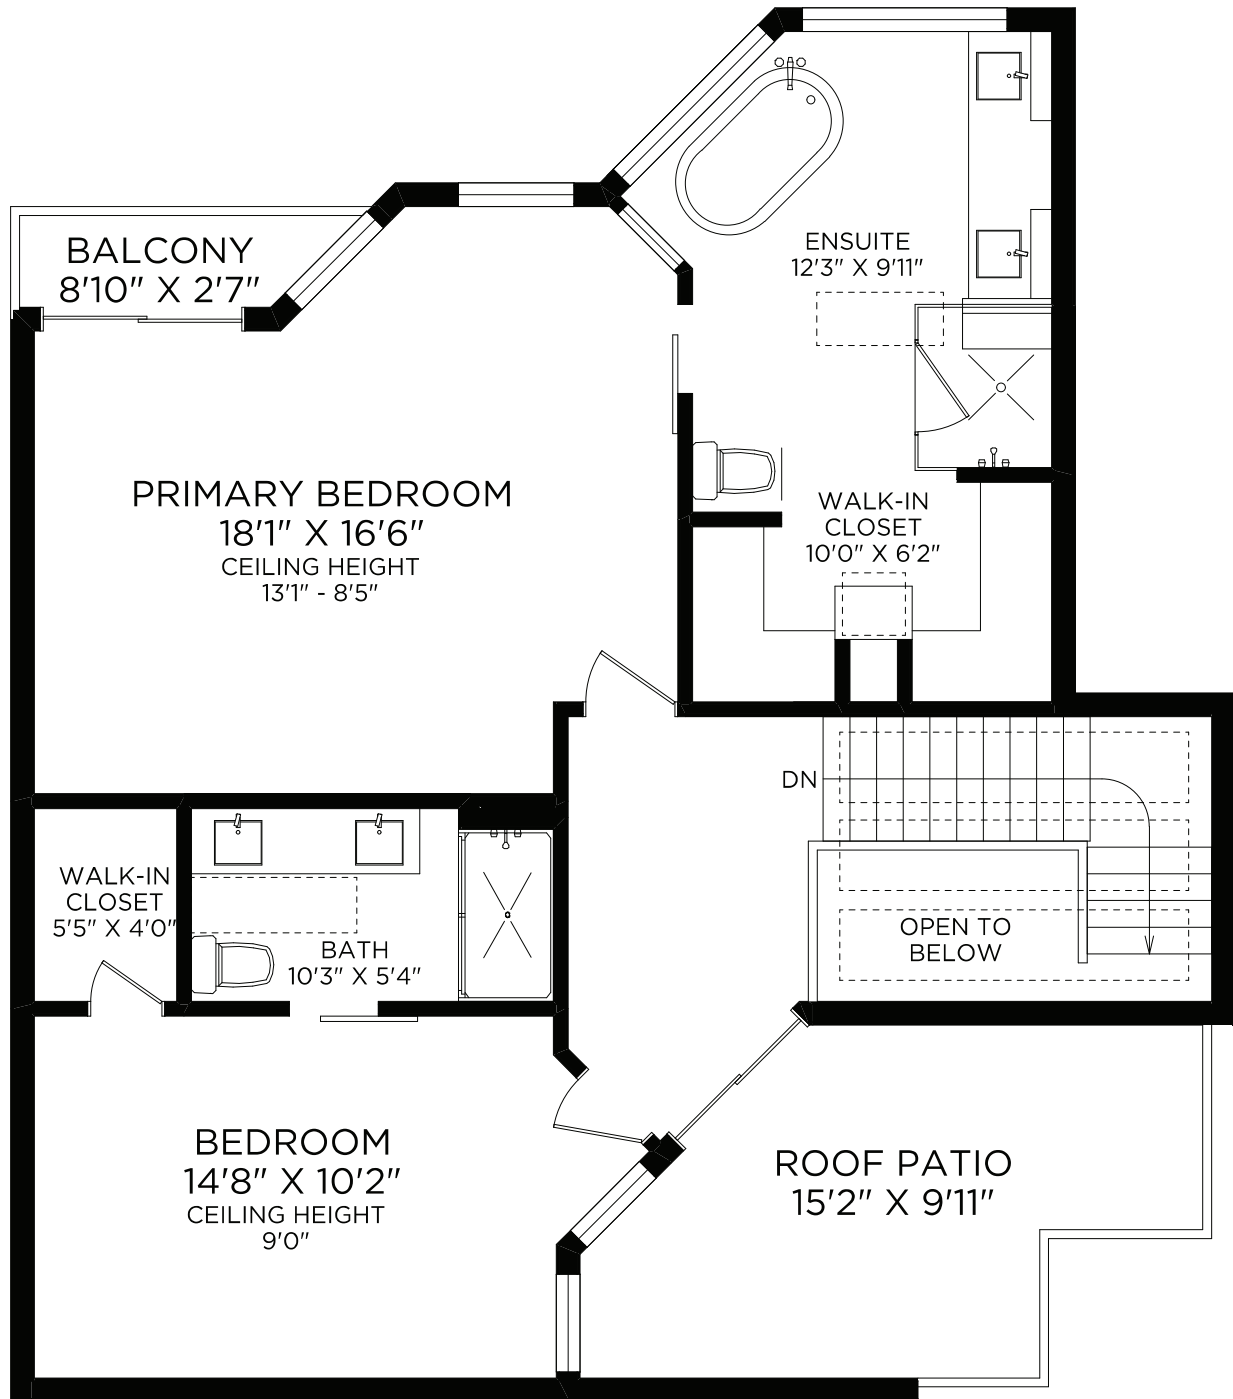 BALCONY
8'10" X 2'7"
ENSUITE
12'3" X 9'11"
PRIMARY BEDROOM
18'1" X 16'6"
CEILING HEIGHT
13'1" - 8'5"
WALK-IN
CLOSET
10'0" X 6'2"
DN
WALK-IN
CLOSET
5'5" X 4'0"
BATH
10'3" X 5'4"
OPEN TO
BELOW
BEDROOM
14'8" X 10'2"
CEILING HEIGHT
9'0"
ROOF PATIO
15'2" X 9'11"